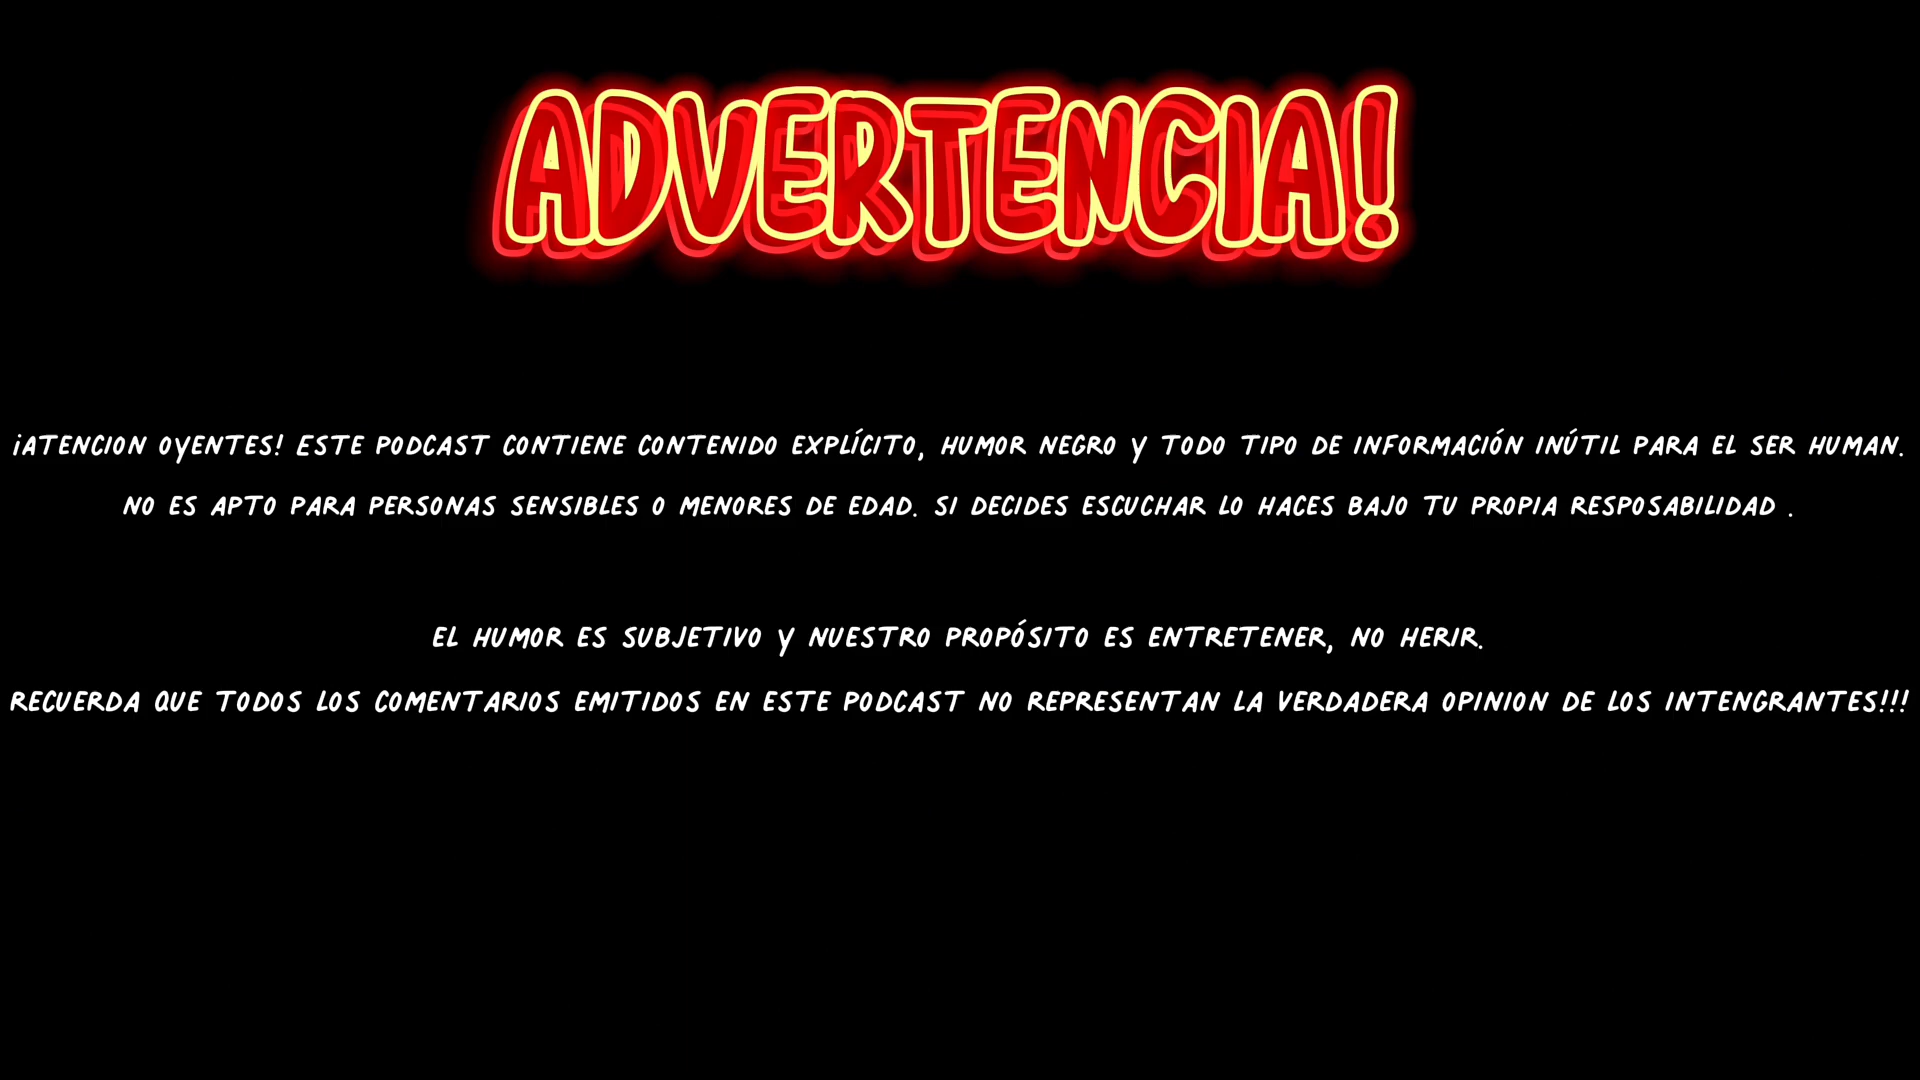 ADVERTENCIA!
¡ATENCION OYENTES! ESTE PODCAST CONTIENE CONTENIDO EXPLÍCITO, HUMOR NEGRO Y TODO TIPO DE INFORMACIÓN INÚTIL PARA EL SER HUMAN.
NO ES APTO PARA PERSONAS SENSIBLES O MENORES DE EDAD. SI DECIDES ESCUCHAR LO HACES BAJO TU PROPIA RESPOSABILIDAD .
EL HUMOR ES SUBJETIVO Y NUESTRO PROPÓSITO ES ENTRETENER, NO HERIR.
RECUERDA QUE TODOS LOS COMENTARIOS EMITIDOS EN ESTE PODCAST NO REPRESENTAN LA VERDADERA OPINION DE LOS INTENGRANTES!!!